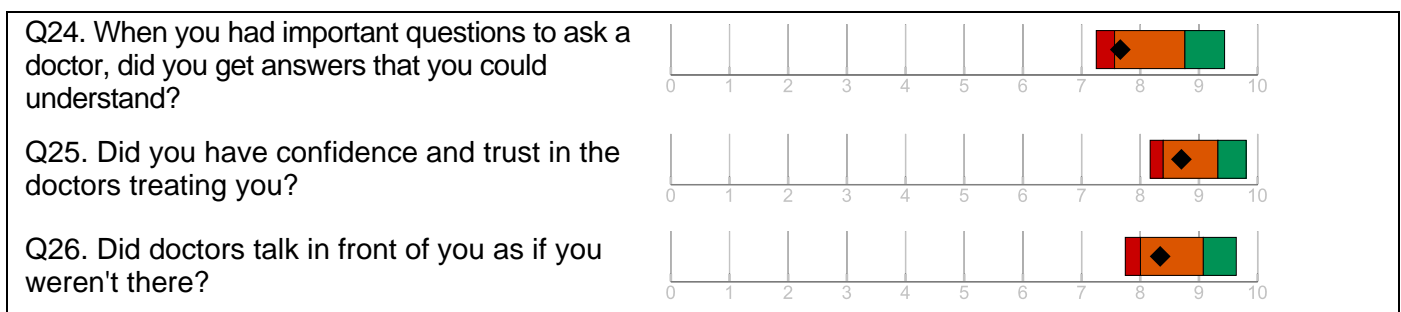 Q24. When you had important questions to ask a
doctor, did you get answers that you could
understand?
0 1 2 3 4 5 6 7 8 9 10
Q25. Did you have confidence and trust in the
doctors treating you?
0 1 2 3 4 5 6 7 8 9 10
Q26. Did doctors talk in front of you as if you
weren't there?
0 1 2 3 4 5 6 7 8 9 10